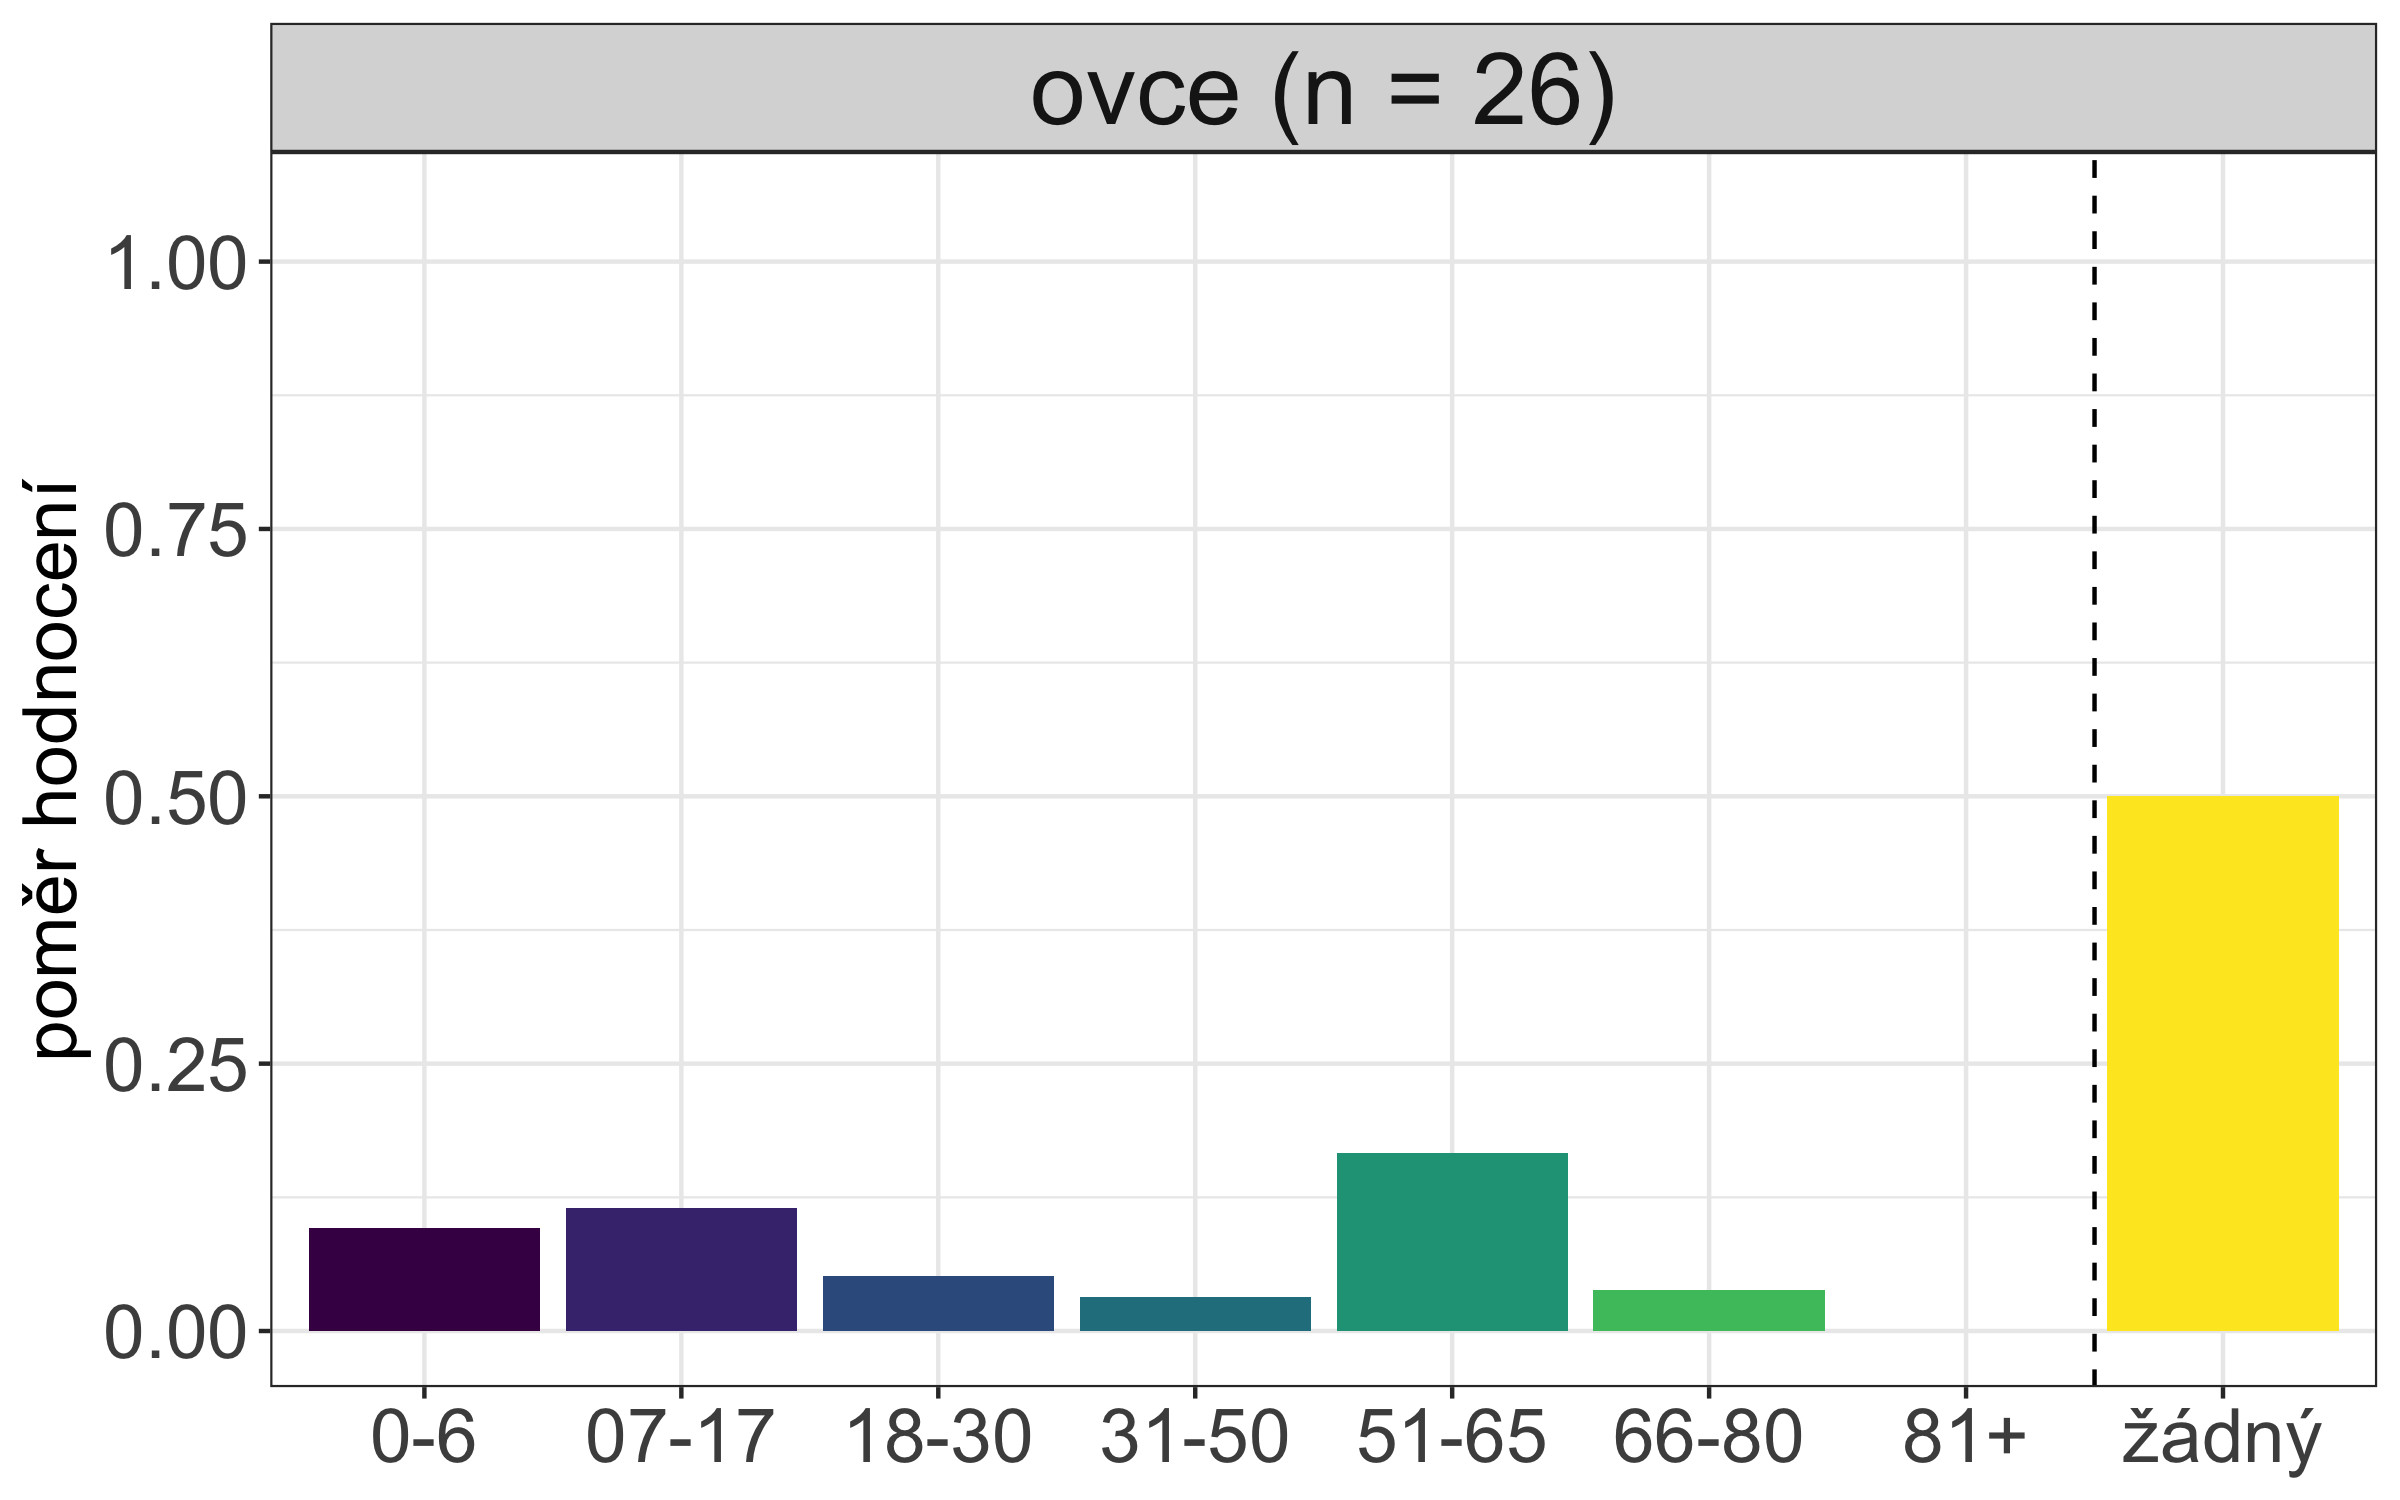 ovce (n = 26)
poměr hodnocení
1.00
0.75
0.50
0.25
0.00
0-6 07-17 18-30 31-50 51-65 66-80 81+ žádný